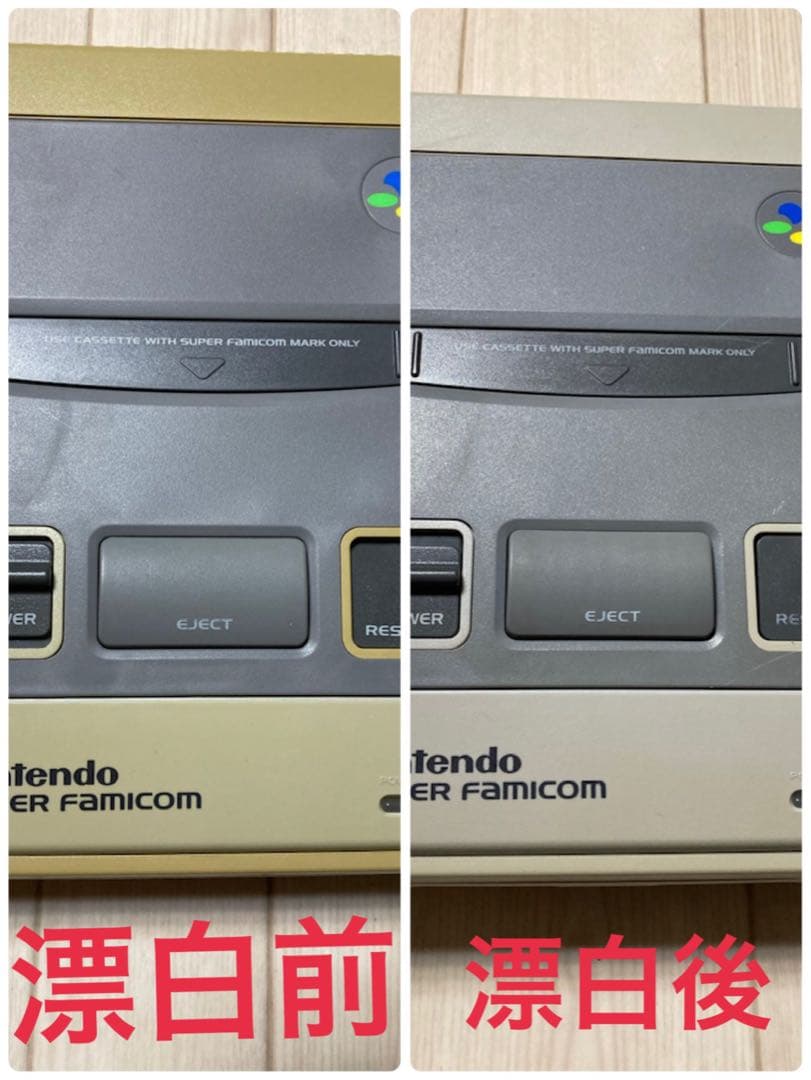 USE CASSETTE WITH SUPER FAMICOM MARK ONLY
WER
EJECT
RES
ntendo
ER FAMICOM
漂白前
USE CASSETTE WITH SUPER FAMICOM MARK ONLY
WER
EJECT
RE
ntendo
ER FAMICOM
漂白後